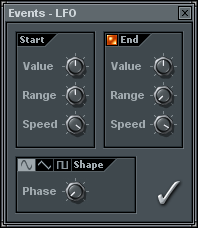 Events - LFO
Start End
Value Value
Range Range
Speed Speed
Shape
Phase